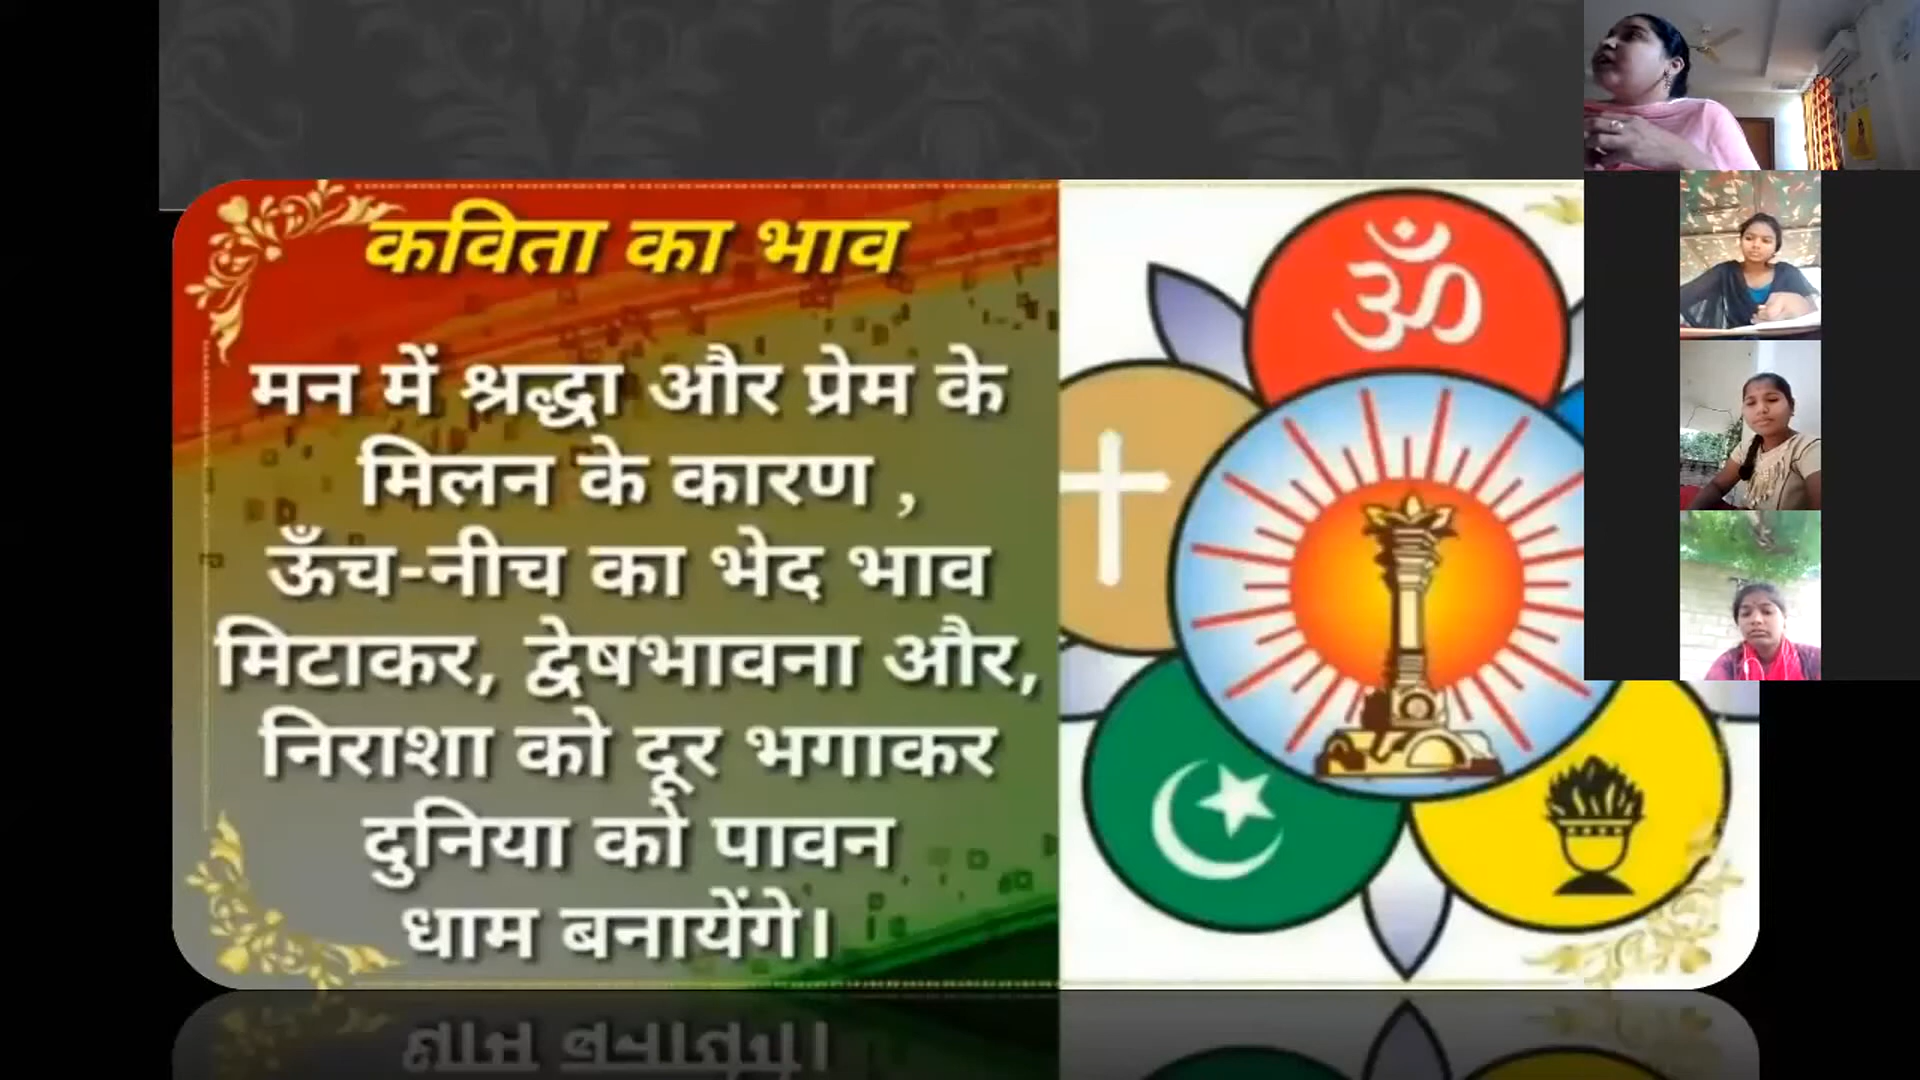 कविता का भाव
मन में श्रद्धा और प्रेम के
मिलन के कारण ,
ऊँच-नीच का भेद भाव
मिटाकर, द्वेषभावना और,
निराशा को दूर भगाकर
दुनिया को पावन
धाम बनायेंगे।
ॐ